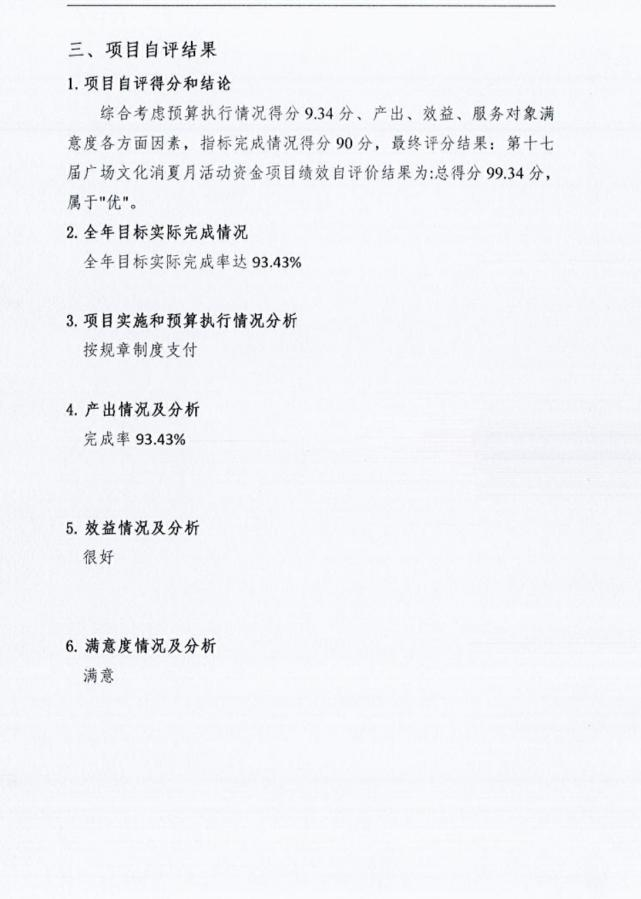 三、项目自评结果
1. 项目自评得分和结论
综合考虑预算执行情况得分 9.34 分、产出、效益、服务对象满
意度各方面因素，指标完成情况得分 90 分，最终评分结果：第十七
届广场文化消夏月活动资金项目绩效自评价结果为:总得分 99.34 分，
属于"优"。
2. 全年目标实际完成情况
全年目标实际完成率达 93.43%
3. 项目实施和预算执行情况分析
按规章制度支付
4. 产出情况及分析
完成率 93.43%
5. 效益情况及分析
很好
6. 满意度情况及分析
满意